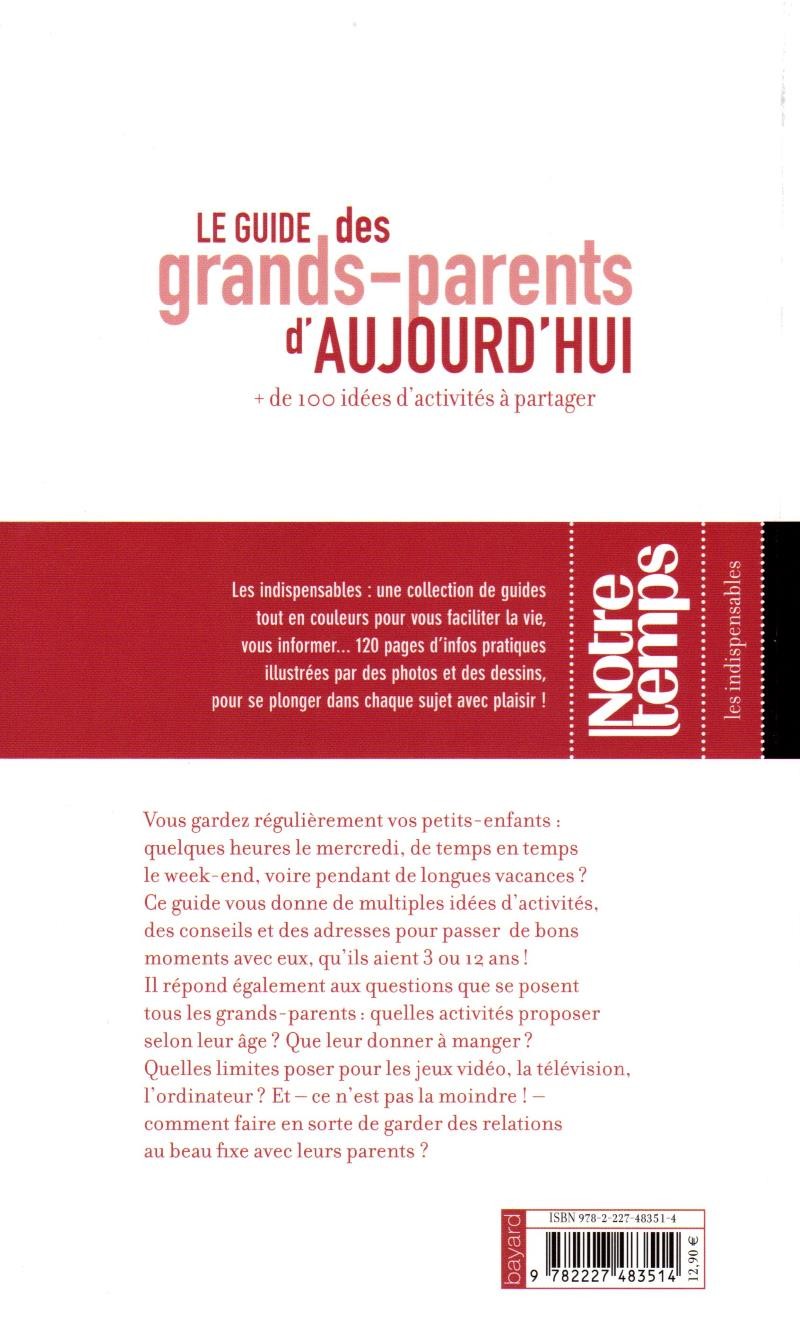 LE GUIDE des
grands-parents
d'AUJOURD'HUI
+ de 100 idées d'activités à partager
Les indispensables : une collection de guides
tout en couleurs pour vous faciliter la vie,
vous informer... 120 pages d'infos pratiques
illustrées par des photos et des dessins,
pour se plonger dans chaque sujet avec plaisir !
Notre
temps
les indispensables
Vous gardez régulièrement vos petits-enfants :
quelques heures le mercredi, de temps en temps
le week-end, voire pendant de longues vacances ?
Ce guide vous donne de multiples idées d'activités,
des conseils et des adresses pour passer de bons
moments avec eux, qu'ils aient 3 ou 12 ans !
Il répond également aux questions que se posent
tous les grands-parents : quelles activités proposer
selon leur âge ? Que leur donner à manger ?
Quelles limites poser pour les jeux vidéo, la télévision,
l'ordinateur ? Et – ce n'est pas la moindre ! –
comment faire en sorte de garder des relations
au beau fixe avec leurs parents ?
bayard
ISBN 978-2-227-48351-4
9 782227 483514
12,90 €